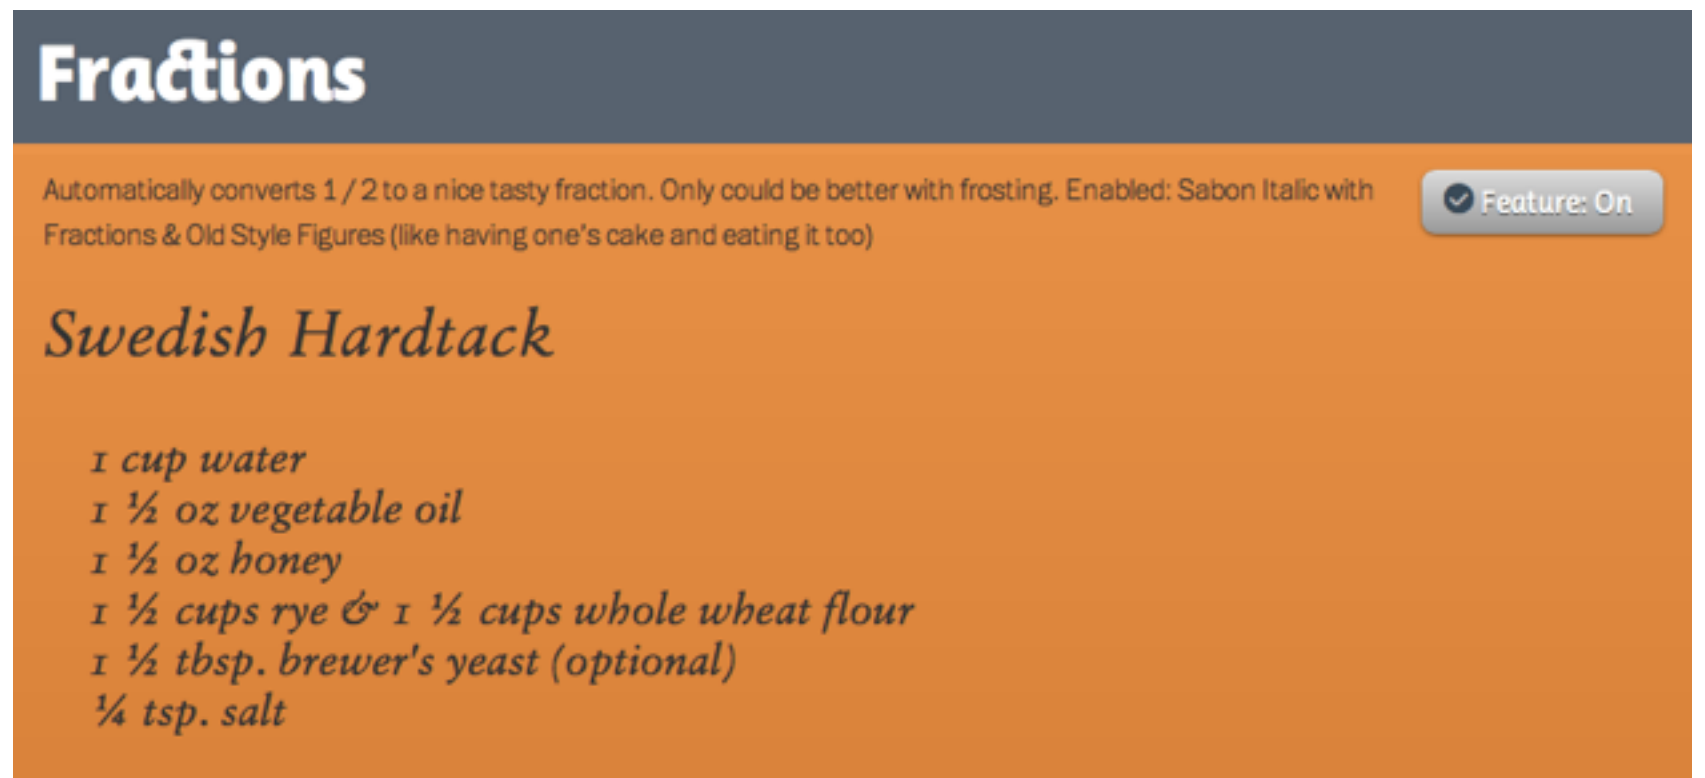 Fractions
Automatically converts 1 / 2 to a nice tasty fraction. Only could be better with frosting. Enabled: Sabon Italic with
Fractions & Old Style Figures (like having one's cake and eating it too)
Feature: On
Swedish Hardtack
1 cup water
1 ½ oz vegetable oil
1 ½ oz honey
1 ½ cups rye & 1 ½ cups whole wheat flour
1 ½ tbsp. brewer's yeast (optional)
¼ tsp. salt